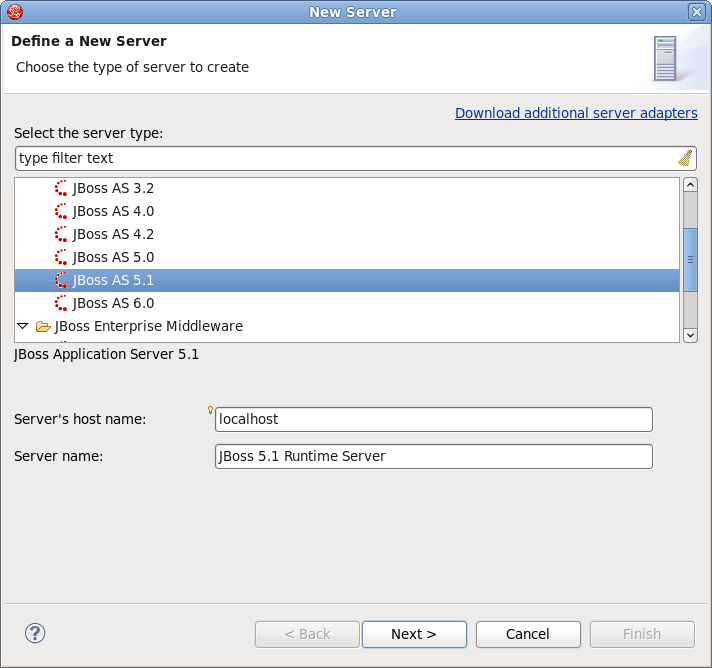 New Server
Define a New Server
Choose the type of server to create
Download additional server adapters
Select the server type:
type filter text
JBoss AS 3.2
JBoss AS 4.0
JBoss AS 4.2
JBoss AS 5.0
JBoss AS 5.1
JBoss AS 6.0
JBoss Enterprise Middleware
JBoss Application Server 5.1
Server's host name: localhost
Server name: JBoss 5.1 Runtime Server
? < Back Next > Cancel Finish